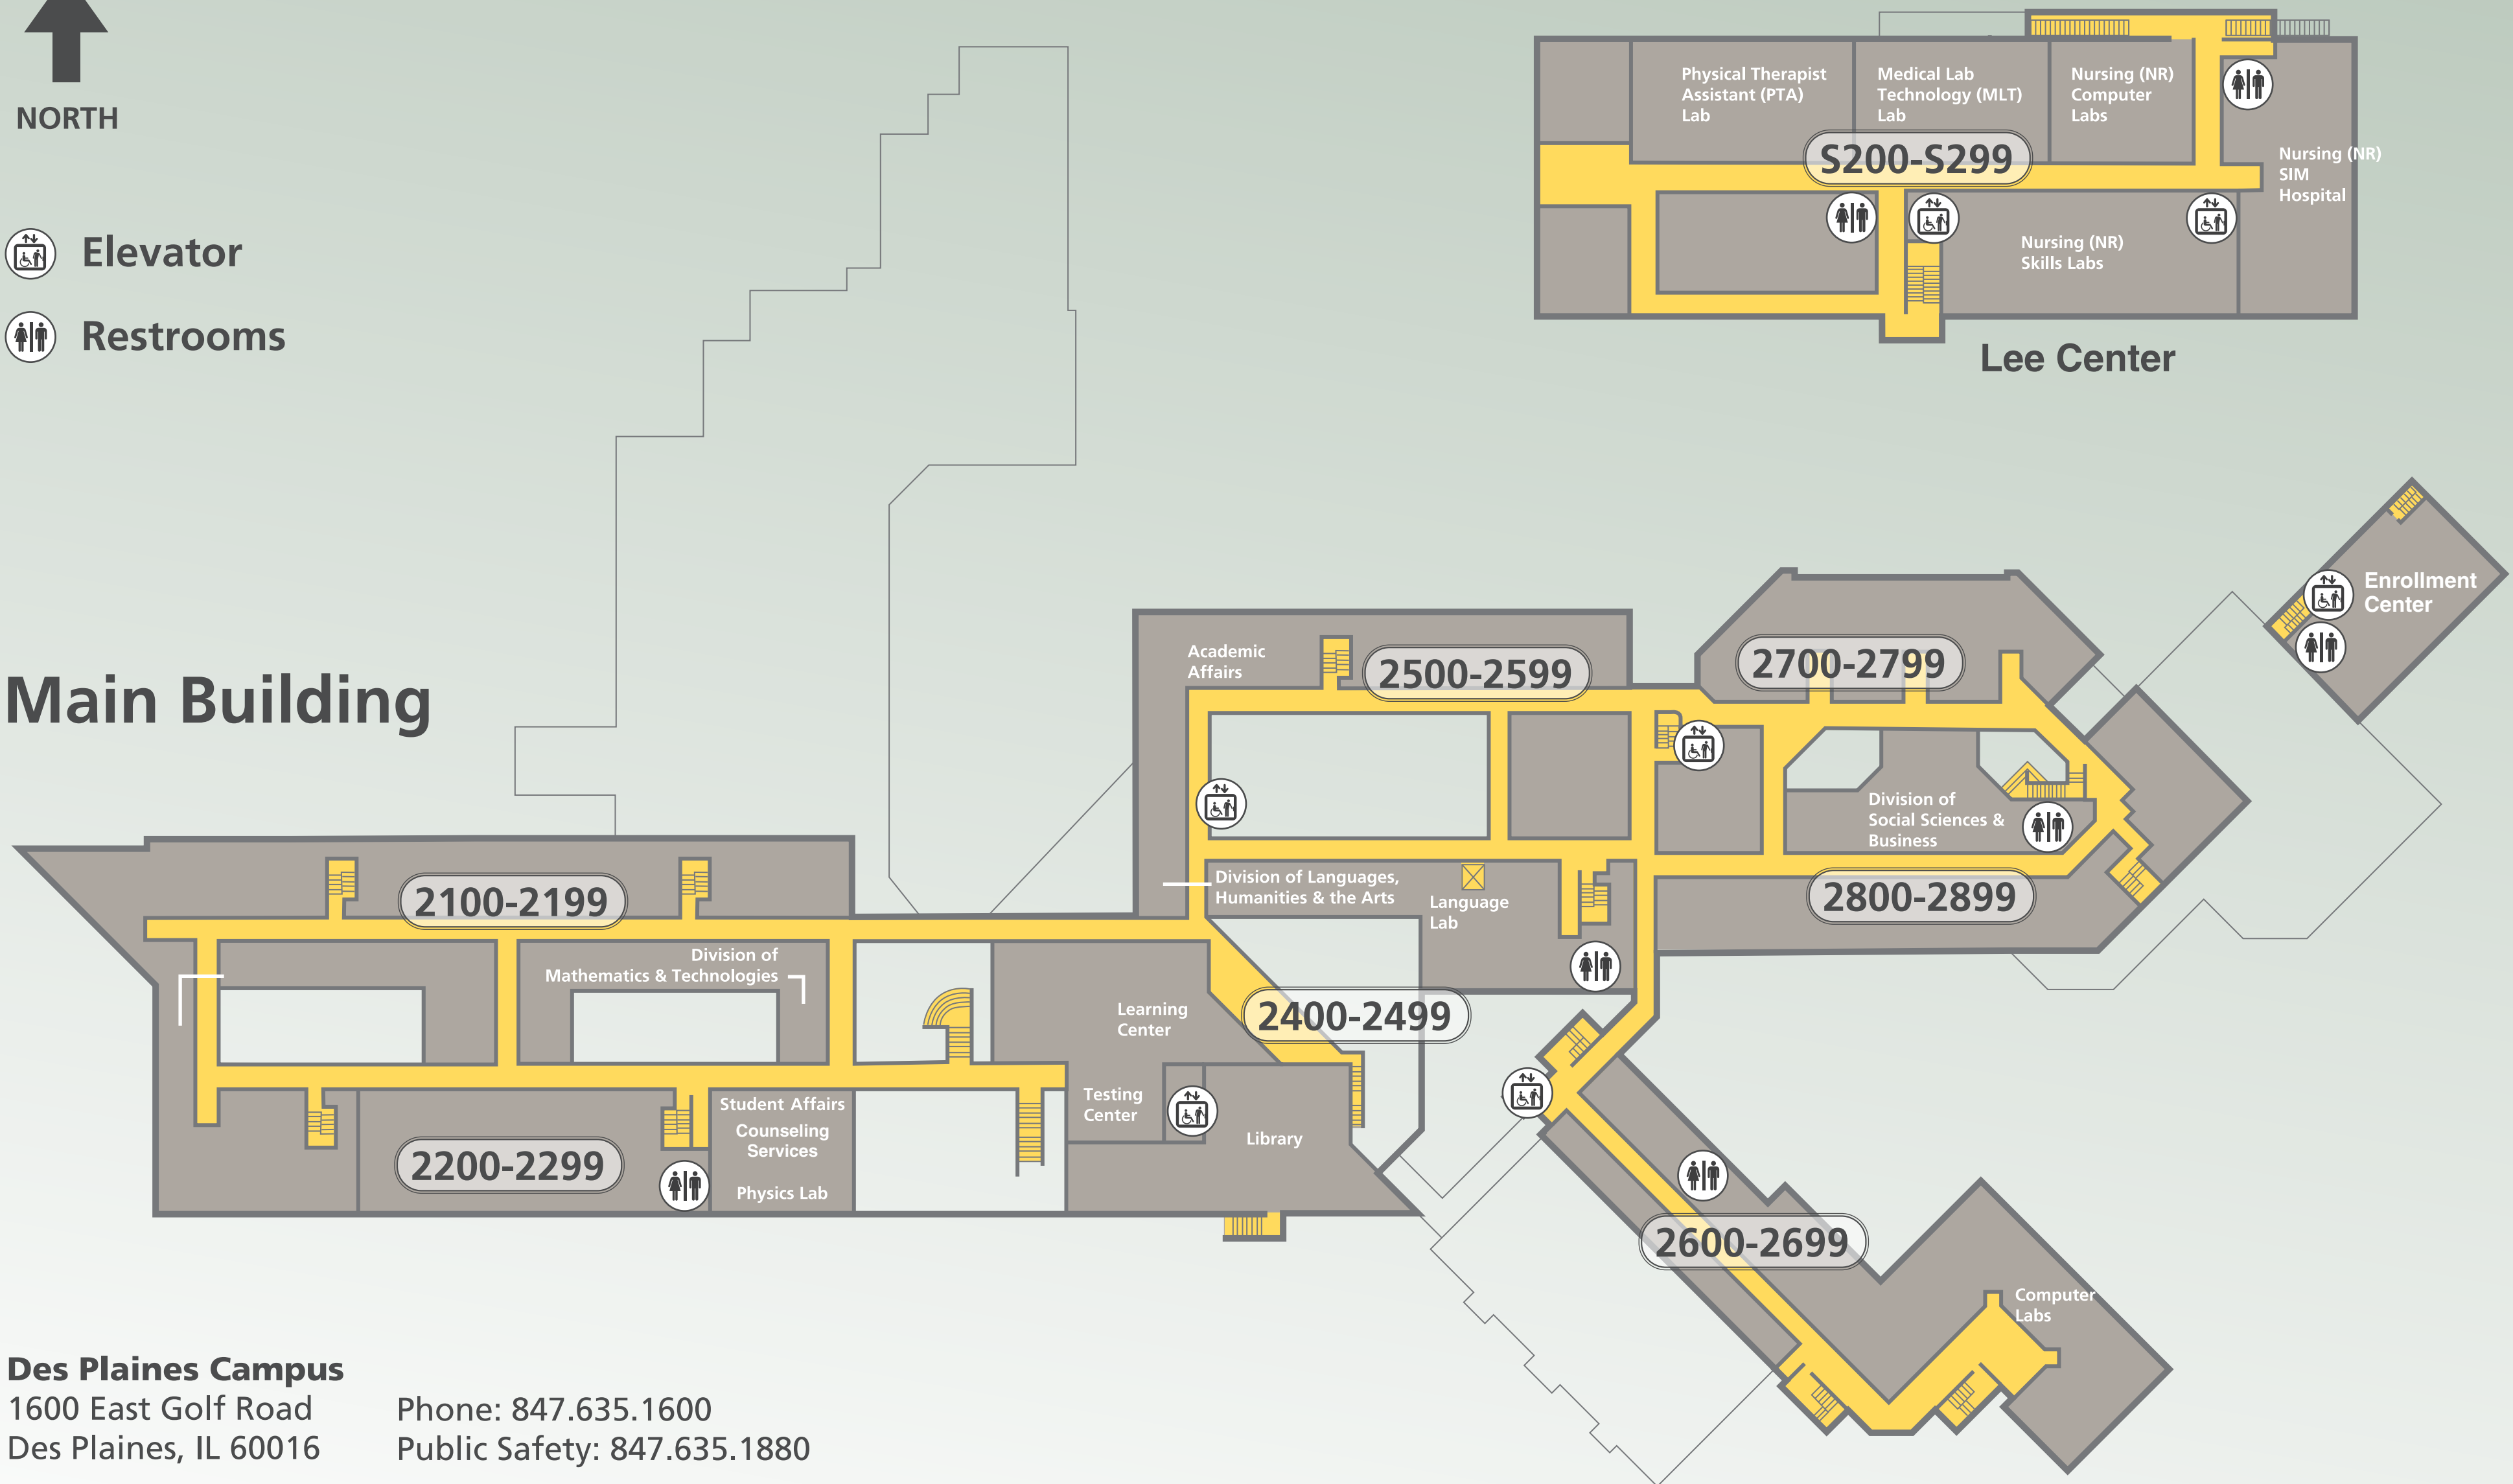 NORTH
Elevator
Restrooms
Physical Therapist
Assistant (PTA)
Lab
Medical Lab
Technology (MLT)
Lab
Nursing (NR)
Computer
Labs
S200-S299
Nursing (NR)
SIM
Hospital
Nursing (NR)
Skills Labs
Lee Center
Main Building
Enrollment
Center
Academic
Affairs
2500-2599
2700-2799
Division of
Social Sciences &
Business
2800-2899
Division of Languages,
Humanities & the Arts
Language
Lab
2100-2199
Division of
Mathematics & Technologies
Learning
Center
2400-2499
Testing
Center
Library
Student Affairs
Counseling
Services
Physics Lab
2200-2299
2600-2699
Computer
Labs
Des Plaines Campus
1600 East Golf Road
Des Plaines, IL 60016
Phone: 847.635.1600
Public Safety: 847.635.1880